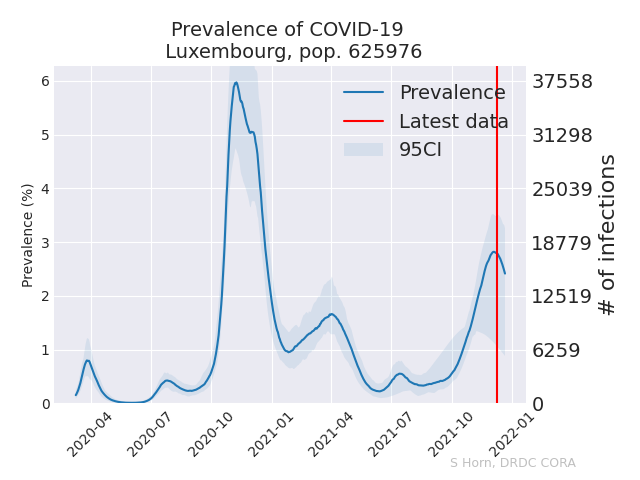 Prevalence of COVID-19
Luxembourg, pop. 625976
Prevalence
Latest data
95CI
Prevalence (%)
6
5
4
3
2
1
0
37558
31298
25039
18779
12519
6259
0
# of infections
2020-04
2020-07
2020-10
2021-01
2021-04
2021-07
2021-10
2022-01
S Horn, DRDC CORA